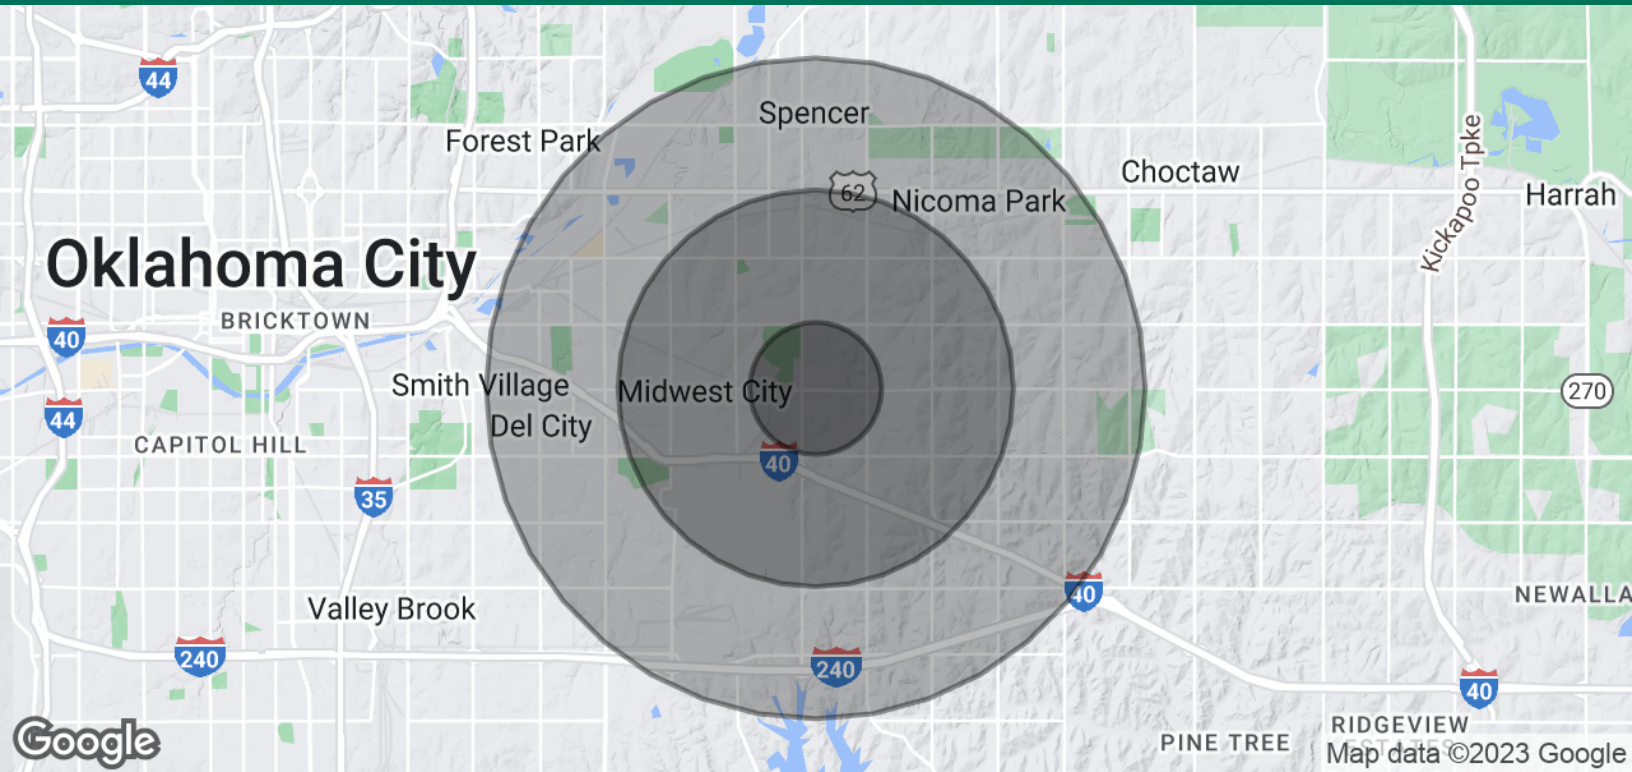 44
Spencer
Forest Park
Choctaw
62
Nicoma Park
Harrah
Kickapoo Tpke
Oklahoma City
BRICKTOWN
40
Smith Village
Midwest City
270
44
Del City
CAPITOL HILL
40
35
40
NEWALLA
Valley Brook
240
240
40
RIDGEVIEW
ESTATES
PINE TREE
Google
Map data ©2023 Google